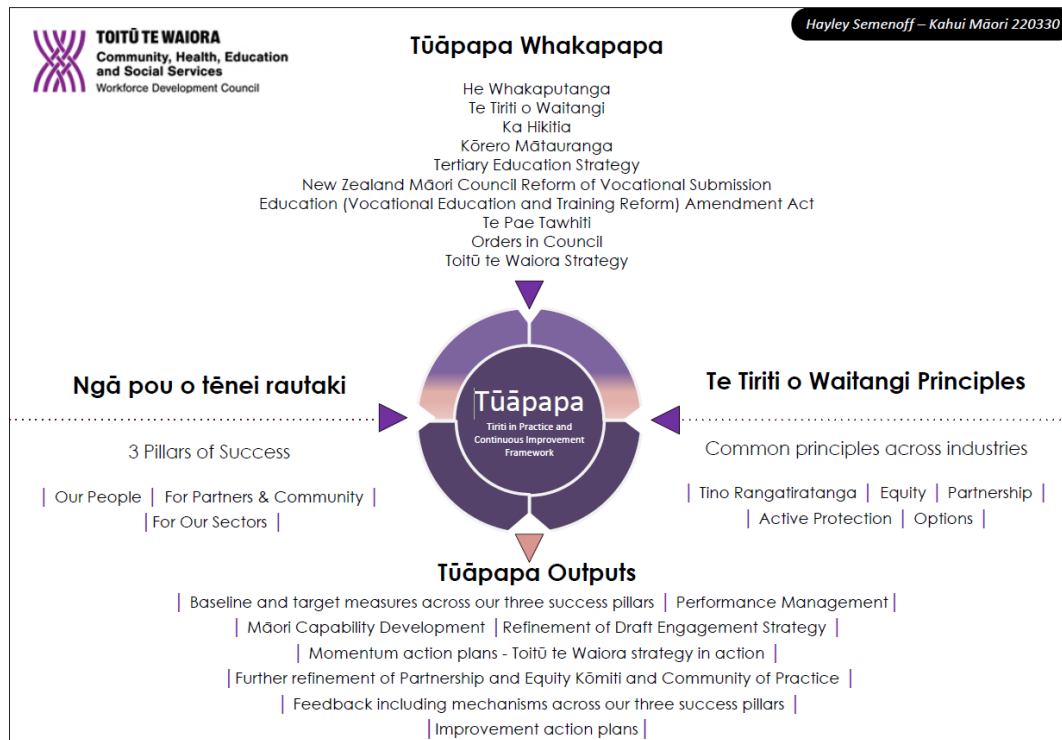 TOITŪ TE WAIORA
Community, Health, Education
and Social Services
Workforce Development Council
Hayley Semenoff – Kahui Māori 220330
Tūāpapa Whakapapa
He Whakaputanga
Te Tiriti o Waitangi
Ka Hikitia
Kōrero Mātauranga
Tertiary Education Strategy
New Zealand Māori Council Reform of Vocational Submission
Education (Vocational Education and Training Reform) Amendment Act
Te Pae Tawhiti
Orders in Council
Toitū te Waiora Strategy
Ngā pou o tēnei rautaki
3 Pillars of Success
| Our People | For Partners & Community |
| For Our Sectors |
Tūāpapa
Tiriti in Practice and
Continuous Improvement
Framework
Te Tiriti o Waitangi Principles
Common principles across industries
| Tino Rangatiratanga | Equity | Partnership |
| Active Protection | Options |
Tūāpapa Outputs
| Baseline and target measures across our three success pillars | Performance Management |
| Māori Capability Development | Refinement of Draft Engagement Strategy |
| Momentum action plans - Toitū te Waiora strategy in action |
| Further refinement of Partnership and Equity Kōmiti and Community of Practice |
| Feedback including mechanisms across our three success pillars |
| Improvement action plans |